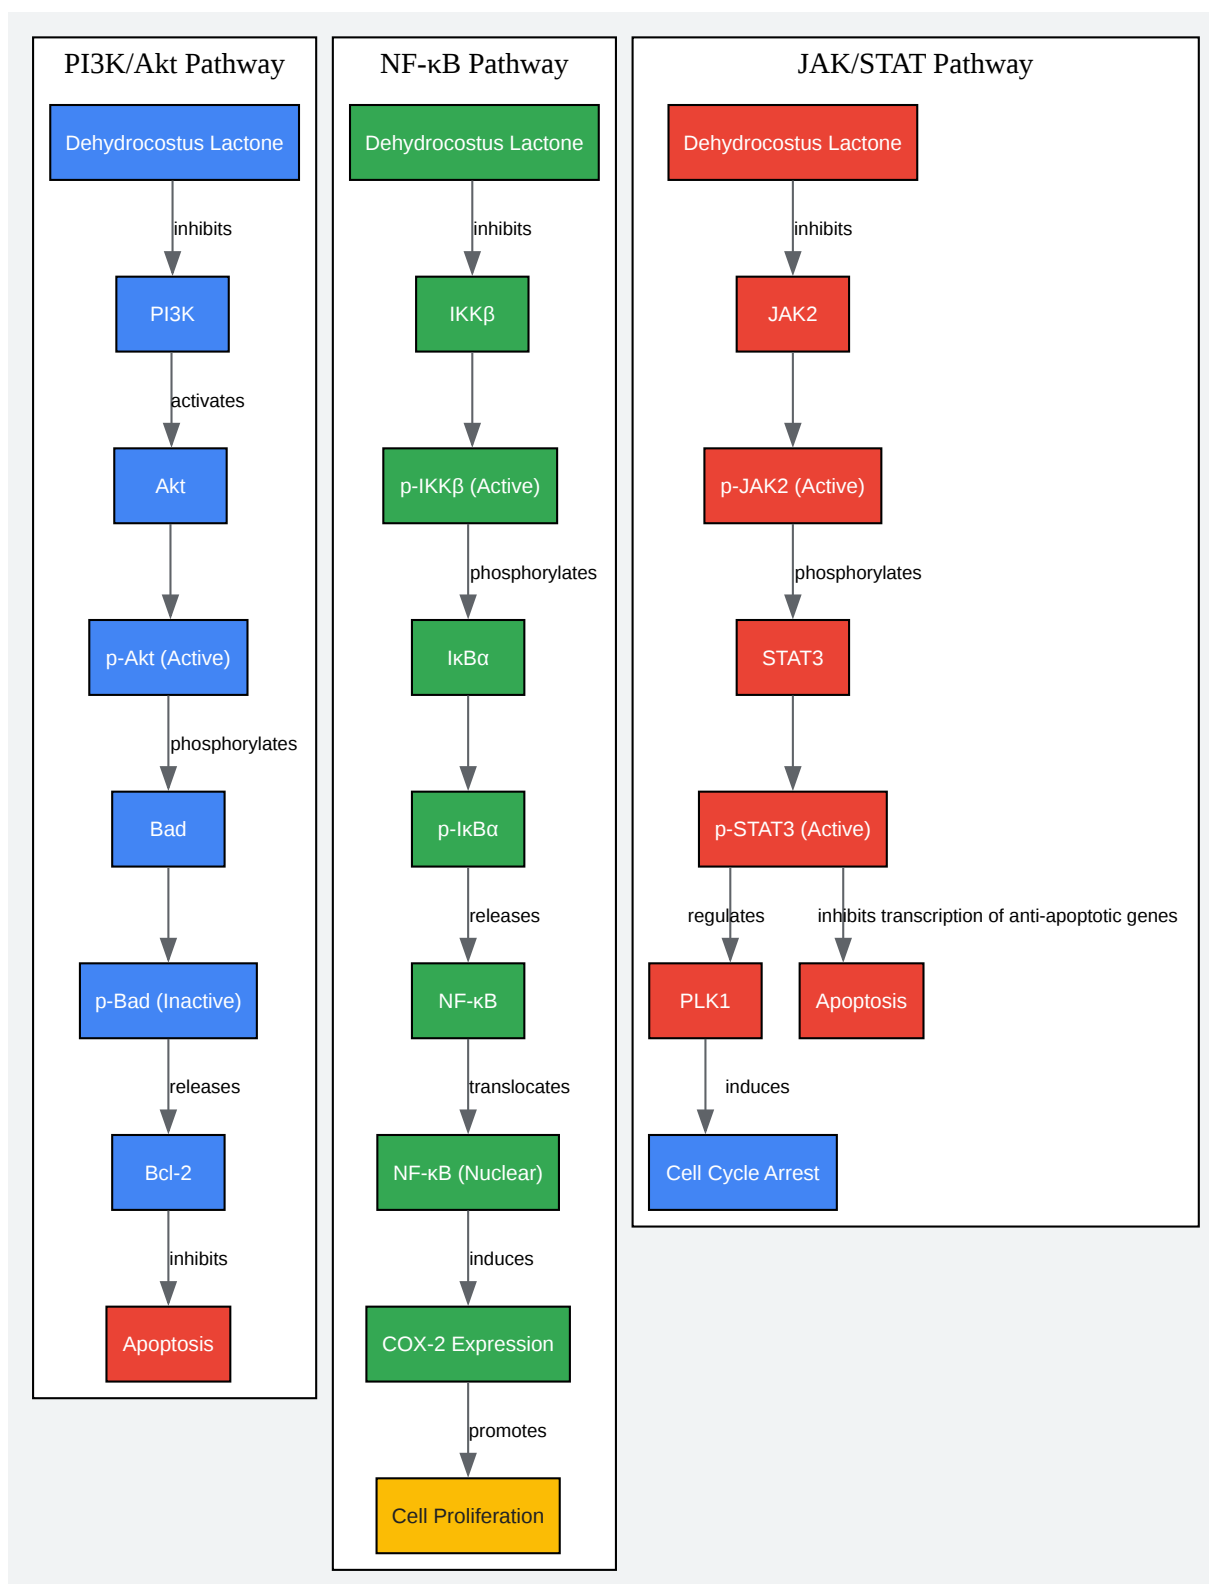 PI3K/Akt Pathway
Dehydrocostus Lactone
inhibits
PI3K
activates
Akt
p-Akt (Active)
phosphorylates
Bad
p-Bad (Inactive)
releases
Bcl-2
inhibits
Apoptosis
NF-κB Pathway
Dehydrocostus Lactone
inhibits
IKKβ
p-IKKβ (Active)
phosphorylates
IκBα
p-IκBα
releases
NF-κB
translocates
NF-κB (Nuclear)
induces
COX-2 Expression
promotes
Cell Proliferation
JAK/STAT Pathway
Dehydrocostus Lactone
inhibits
JAK2
p-JAK2 (Active)
phosphorylates
STAT3
p-STAT3 (Active)
regulates
inhibits transcription of anti-apoptotic genes
PLK1
Apoptosis
induces
Cell Cycle Arrest